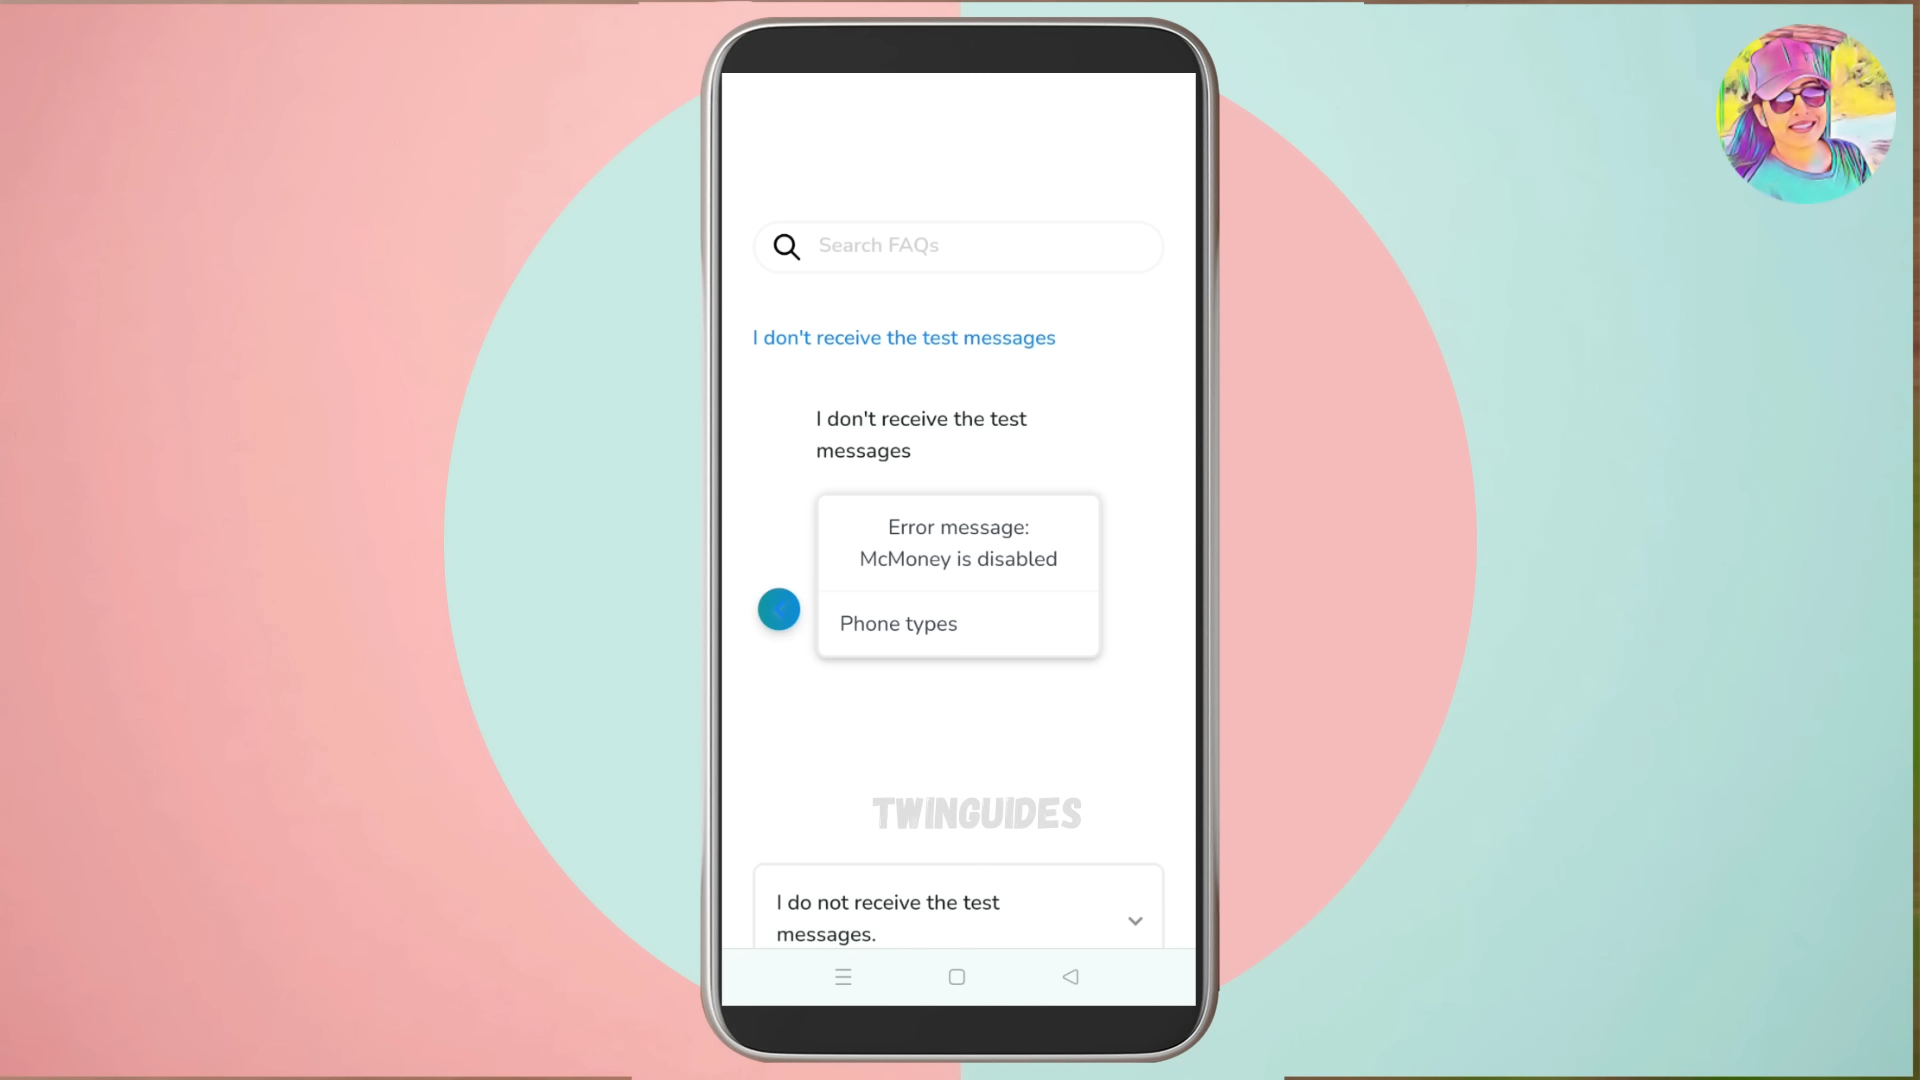 Search FAQs
I don't receive the test messages
I don't receive the test
messages
Error message:
McMoney is disabled
Phone types
TWINGUIDES
I do not receive the test
messages.